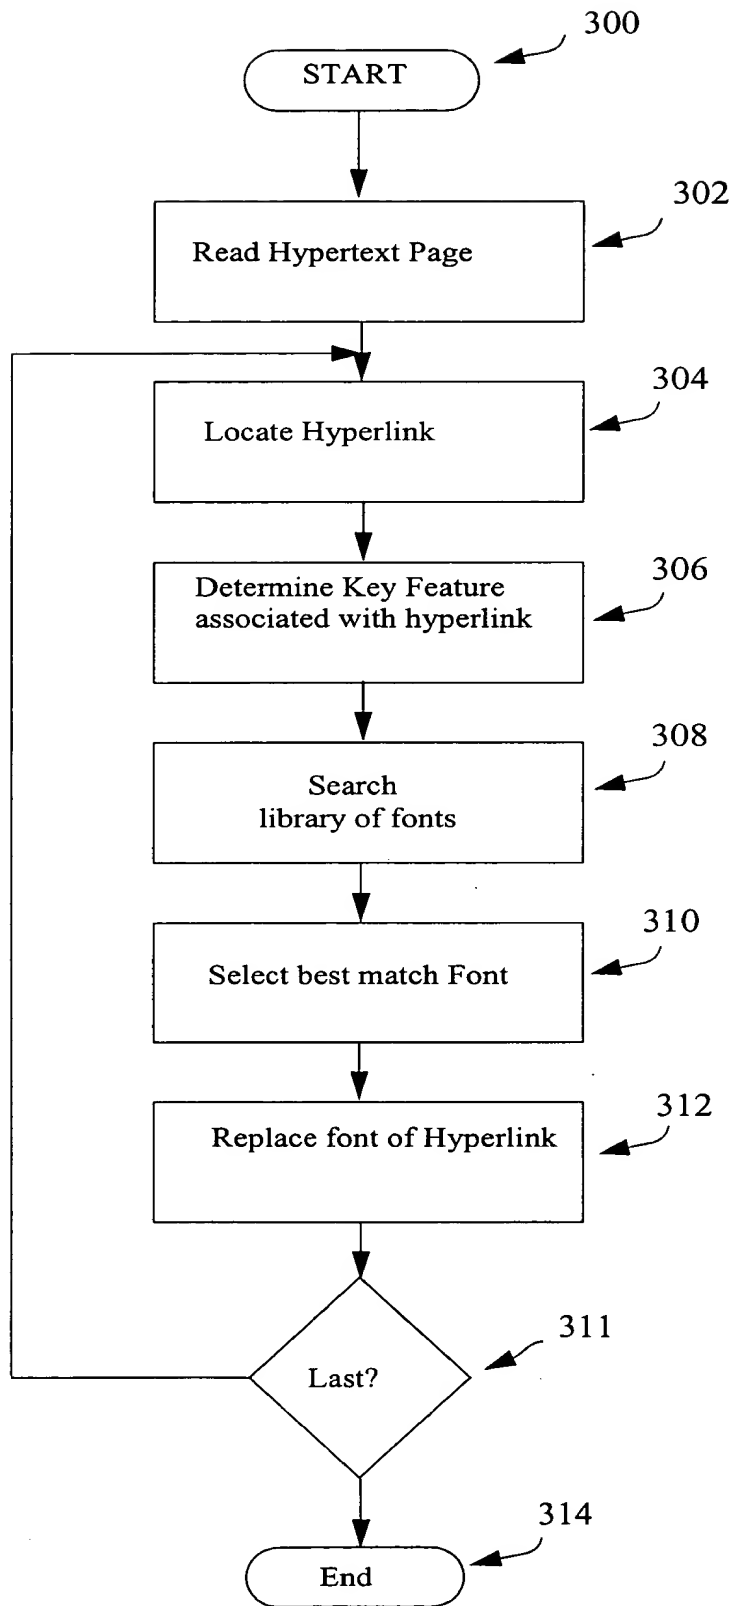 300
START
302
Read Hypertext Page
304
Locate Hyperlink
306
Determine Key Feature
associated with hyperlink
308
Search
library of fonts
310
Select best match Font
312
Replace font of Hyperlink
311
Last?
314
End